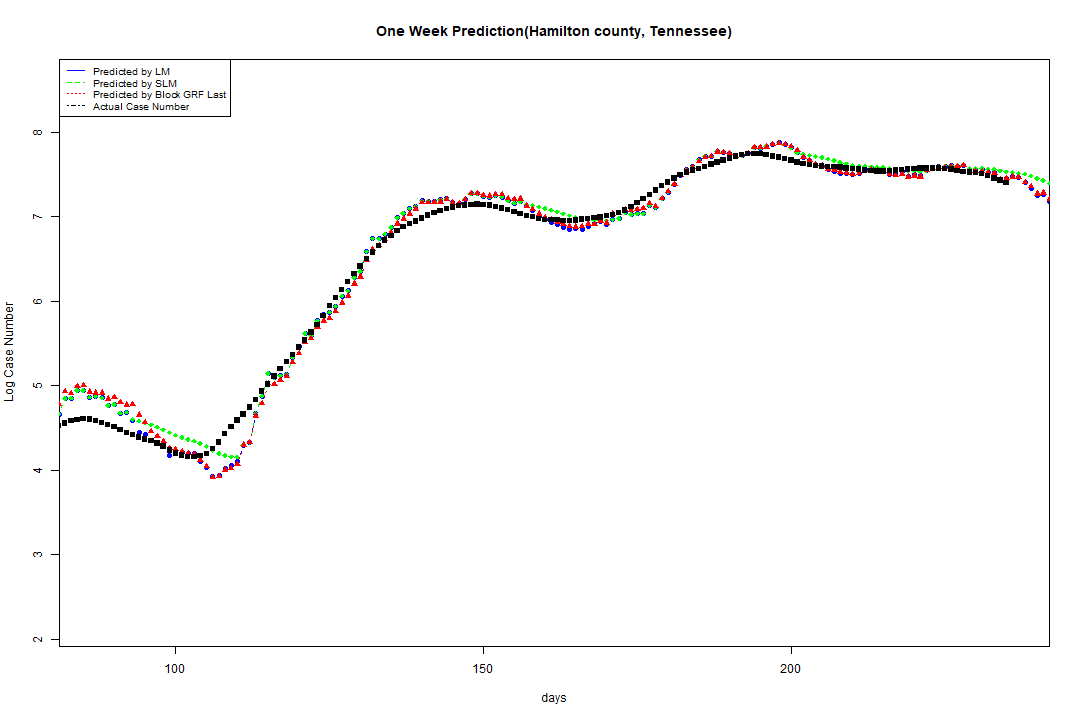 One Week Prediction(Hamilton county, Tennessee)
Predicted by LM
Predicted by SLM
Predicted by Block GRF Last
Actual Case Number
8
7
6
5
4
3
2
Log Case Number
100
150
200
days